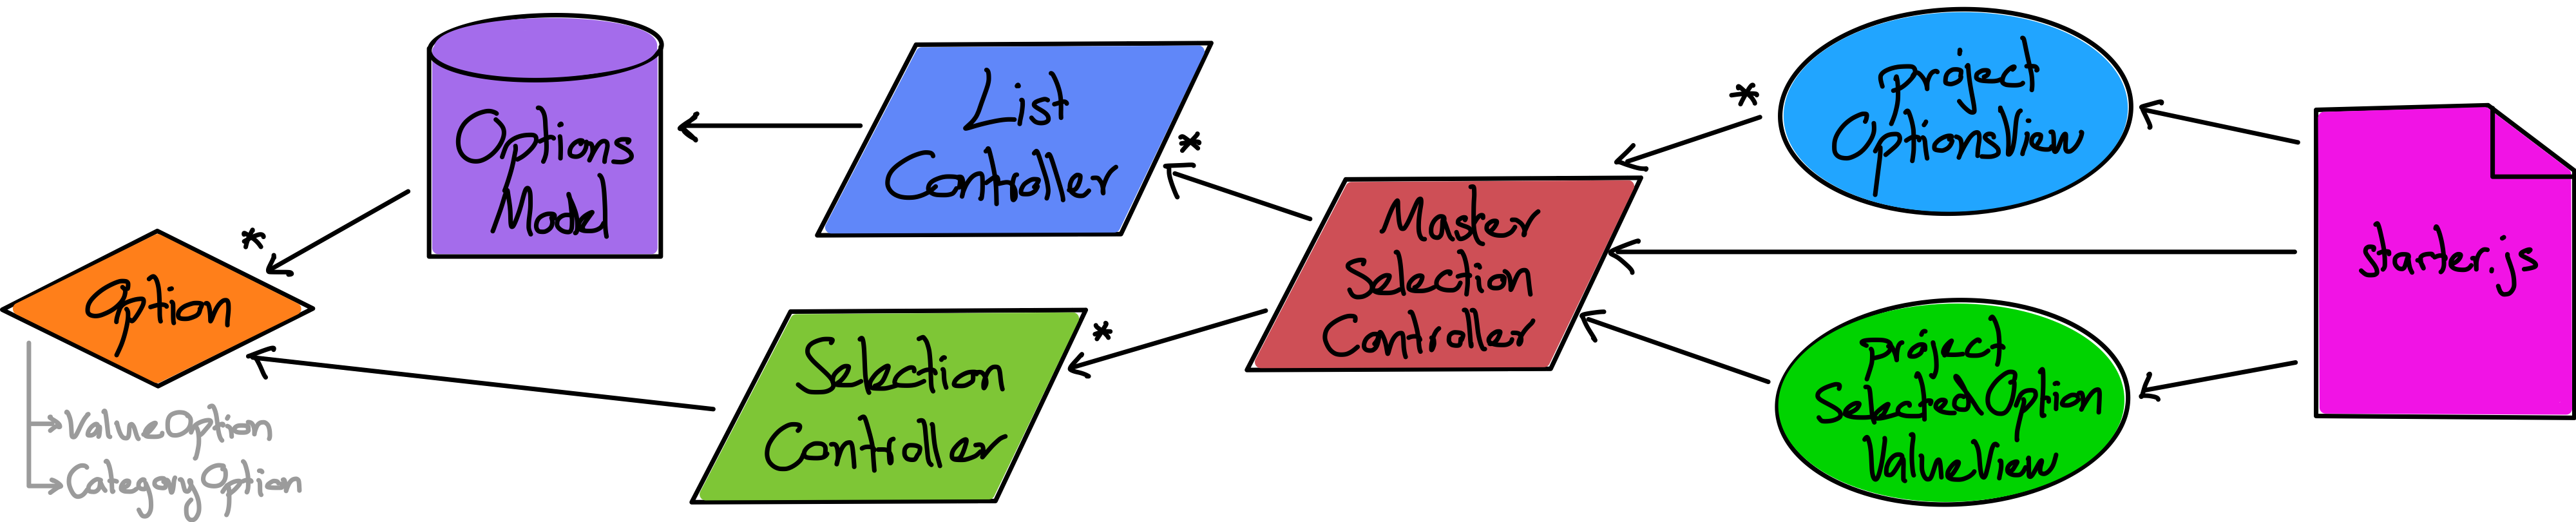 Options
Model
*
Option
ValueOption
CategoryOption
List
Controller
*
Selection
Controller
*
Master
Selection
Controller
*
project
OptionsView
project
SelectedOption
ValueView
starter.js